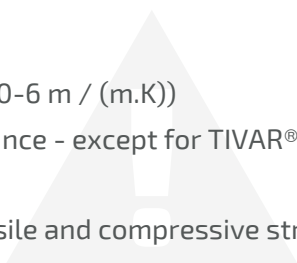 0-6 m / (m.K))
nce - except for TIVAR®
sile and compressive str